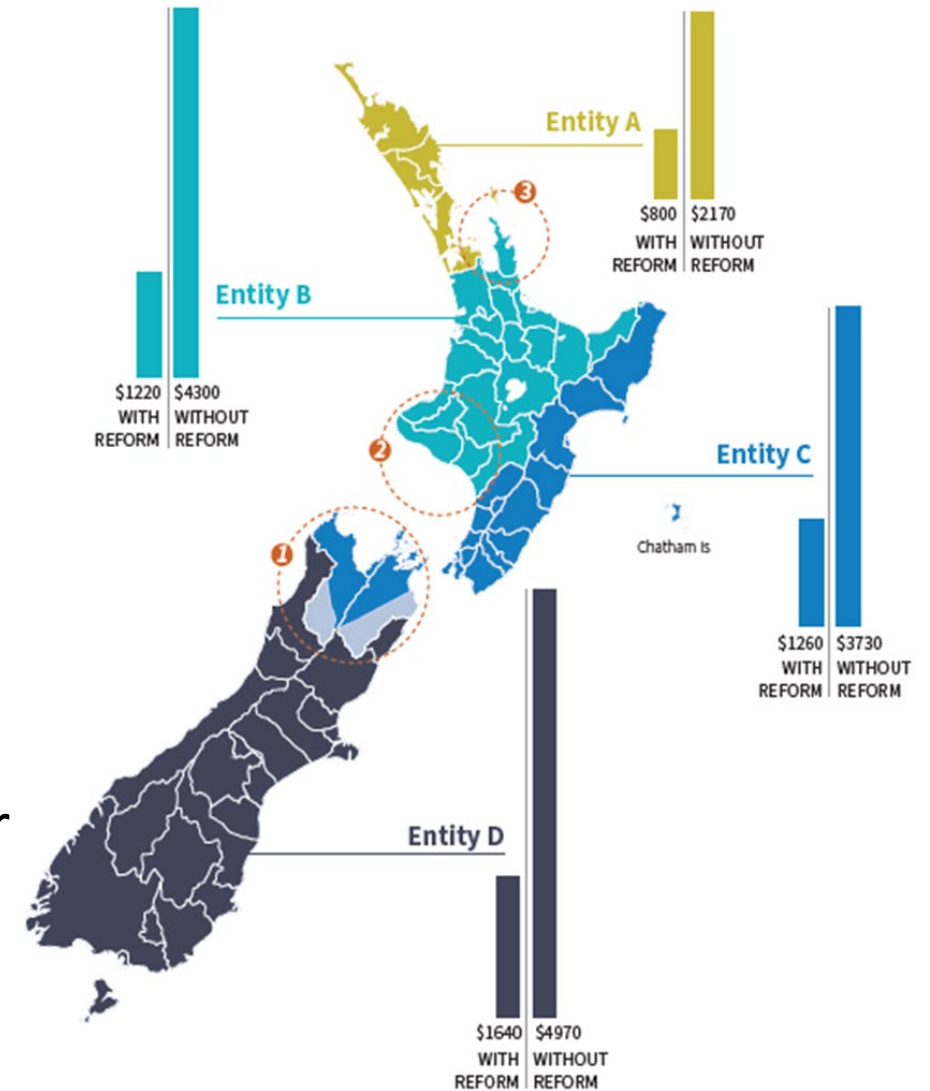 Entity A
3
$800 $2170
WITH WITHOUT
REFORM REFORM
Entity B
$1220 $4300
WITH WITHOUT
REFORM REFORM
2
Entity C
Chatham Is
1
$1260 $3730
WITH WITHOUT
REFORM REFORM
r
Entity D
$1640 $4970
WITH WITHOUT
REFORM REFORM